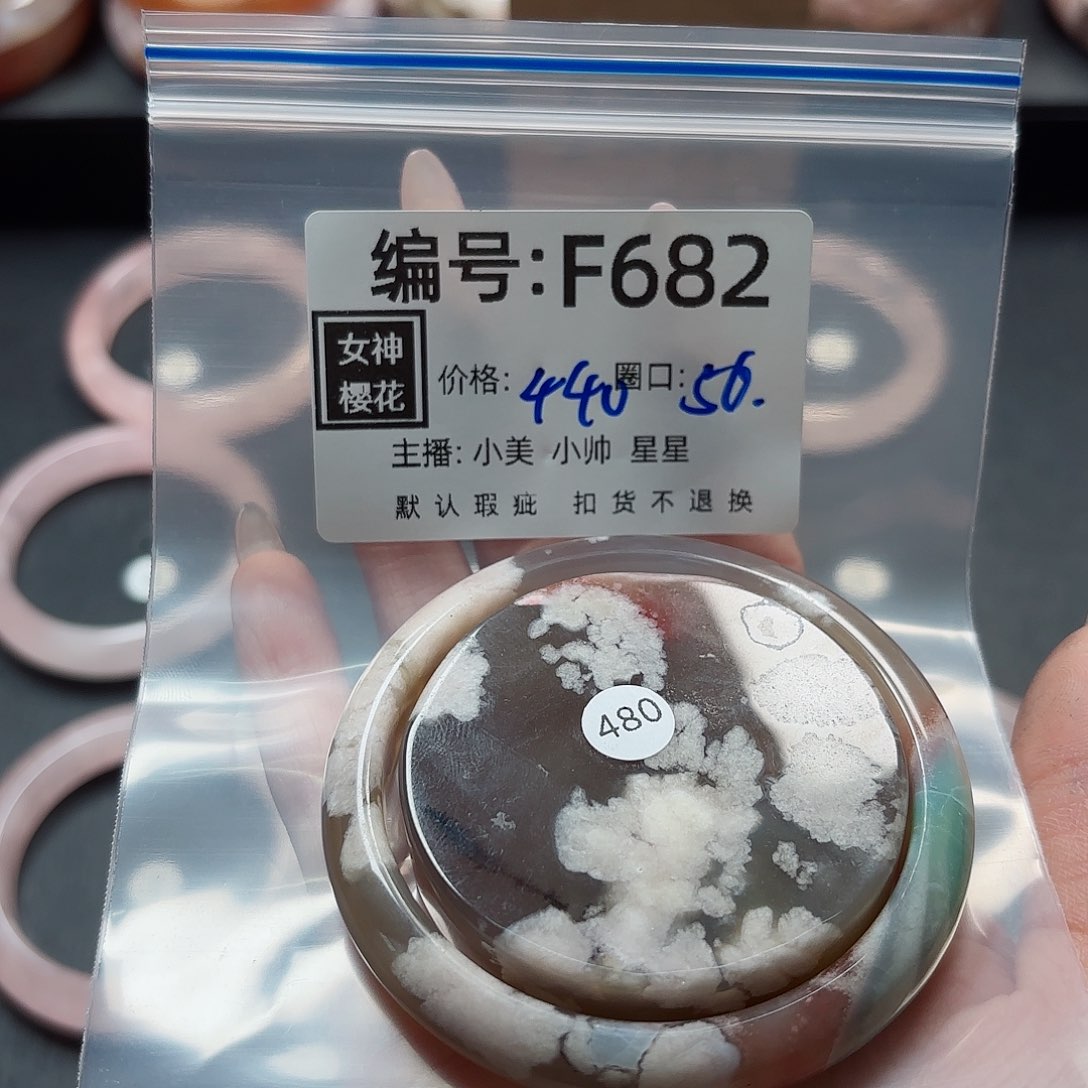 编号:F682
女神
樱花
价格: 440 圈口: 56.
主播: 小美 小帅 星星
默认瑕疵 扣货不退换
480